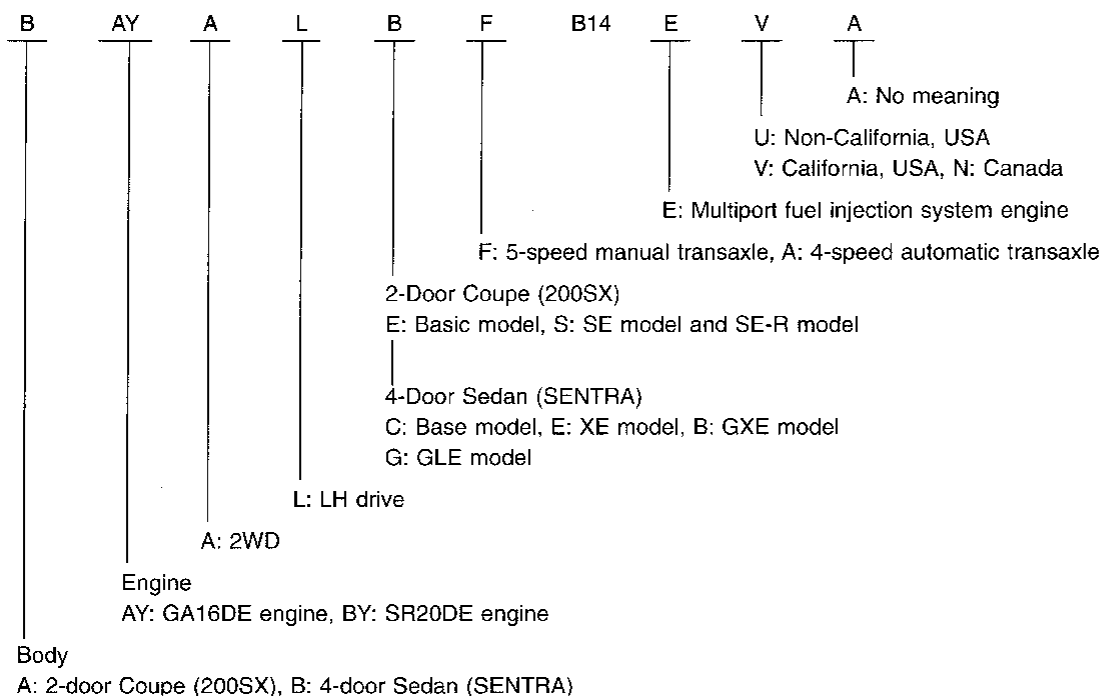 B AY A L B F B14 E V A
A: No meaning
U: Non-California, USA
V: California, USA, N: Canada
E: Multiport fuel injection system engine
F: 5-speed manual transaxle, A: 4-speed automatic transaxle
2-Door Coupe (200SX)
E: Basic model, S: SE model and SE-R model
4-Door Sedan (SENTRA)
C: Base model, E: XE model, B: GXE model
G: GLE model
L: LH drive
A: 2WD
Engine
AY: GA16DE engine, BY: SR20DE engine
Body
A: 2-door Coupe (200SX), B: 4-door Sedan (SENTRA)